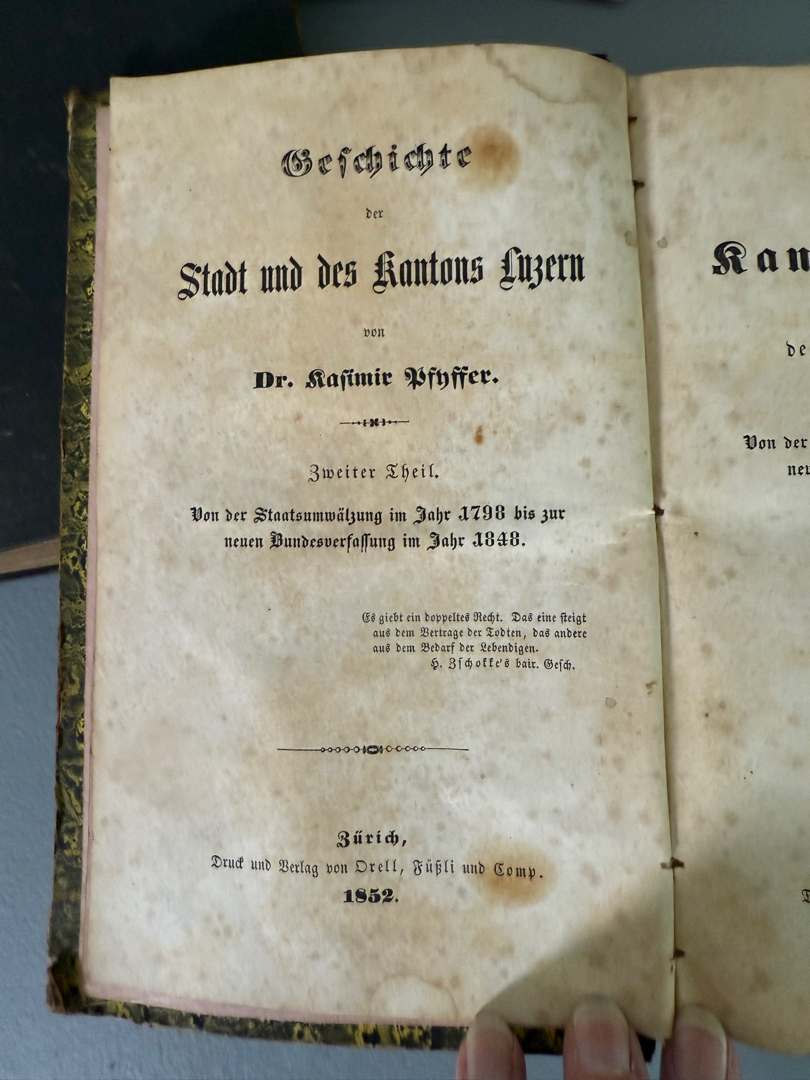 Geschichte
der
Stadt und des Kantons Luzern
von
Dr. Kasimir Pfyffer.
Zweiter Theil.
Von der Staatsumwälzung im Jahr 1798 bis zur
neuen Bundesverfassung im Jahr 1848.
Es giebt ein doppeltes Recht. Das eine steigt
aus dem Vertrage der Todten, das andere
aus dem Bedarf der Lebendigen.
H. Zschokke's bair. Gesch.
Zürich,
Druck und Verlag von Orell, Füßli und Comp.
1852.
Kan
de
Von der
neu